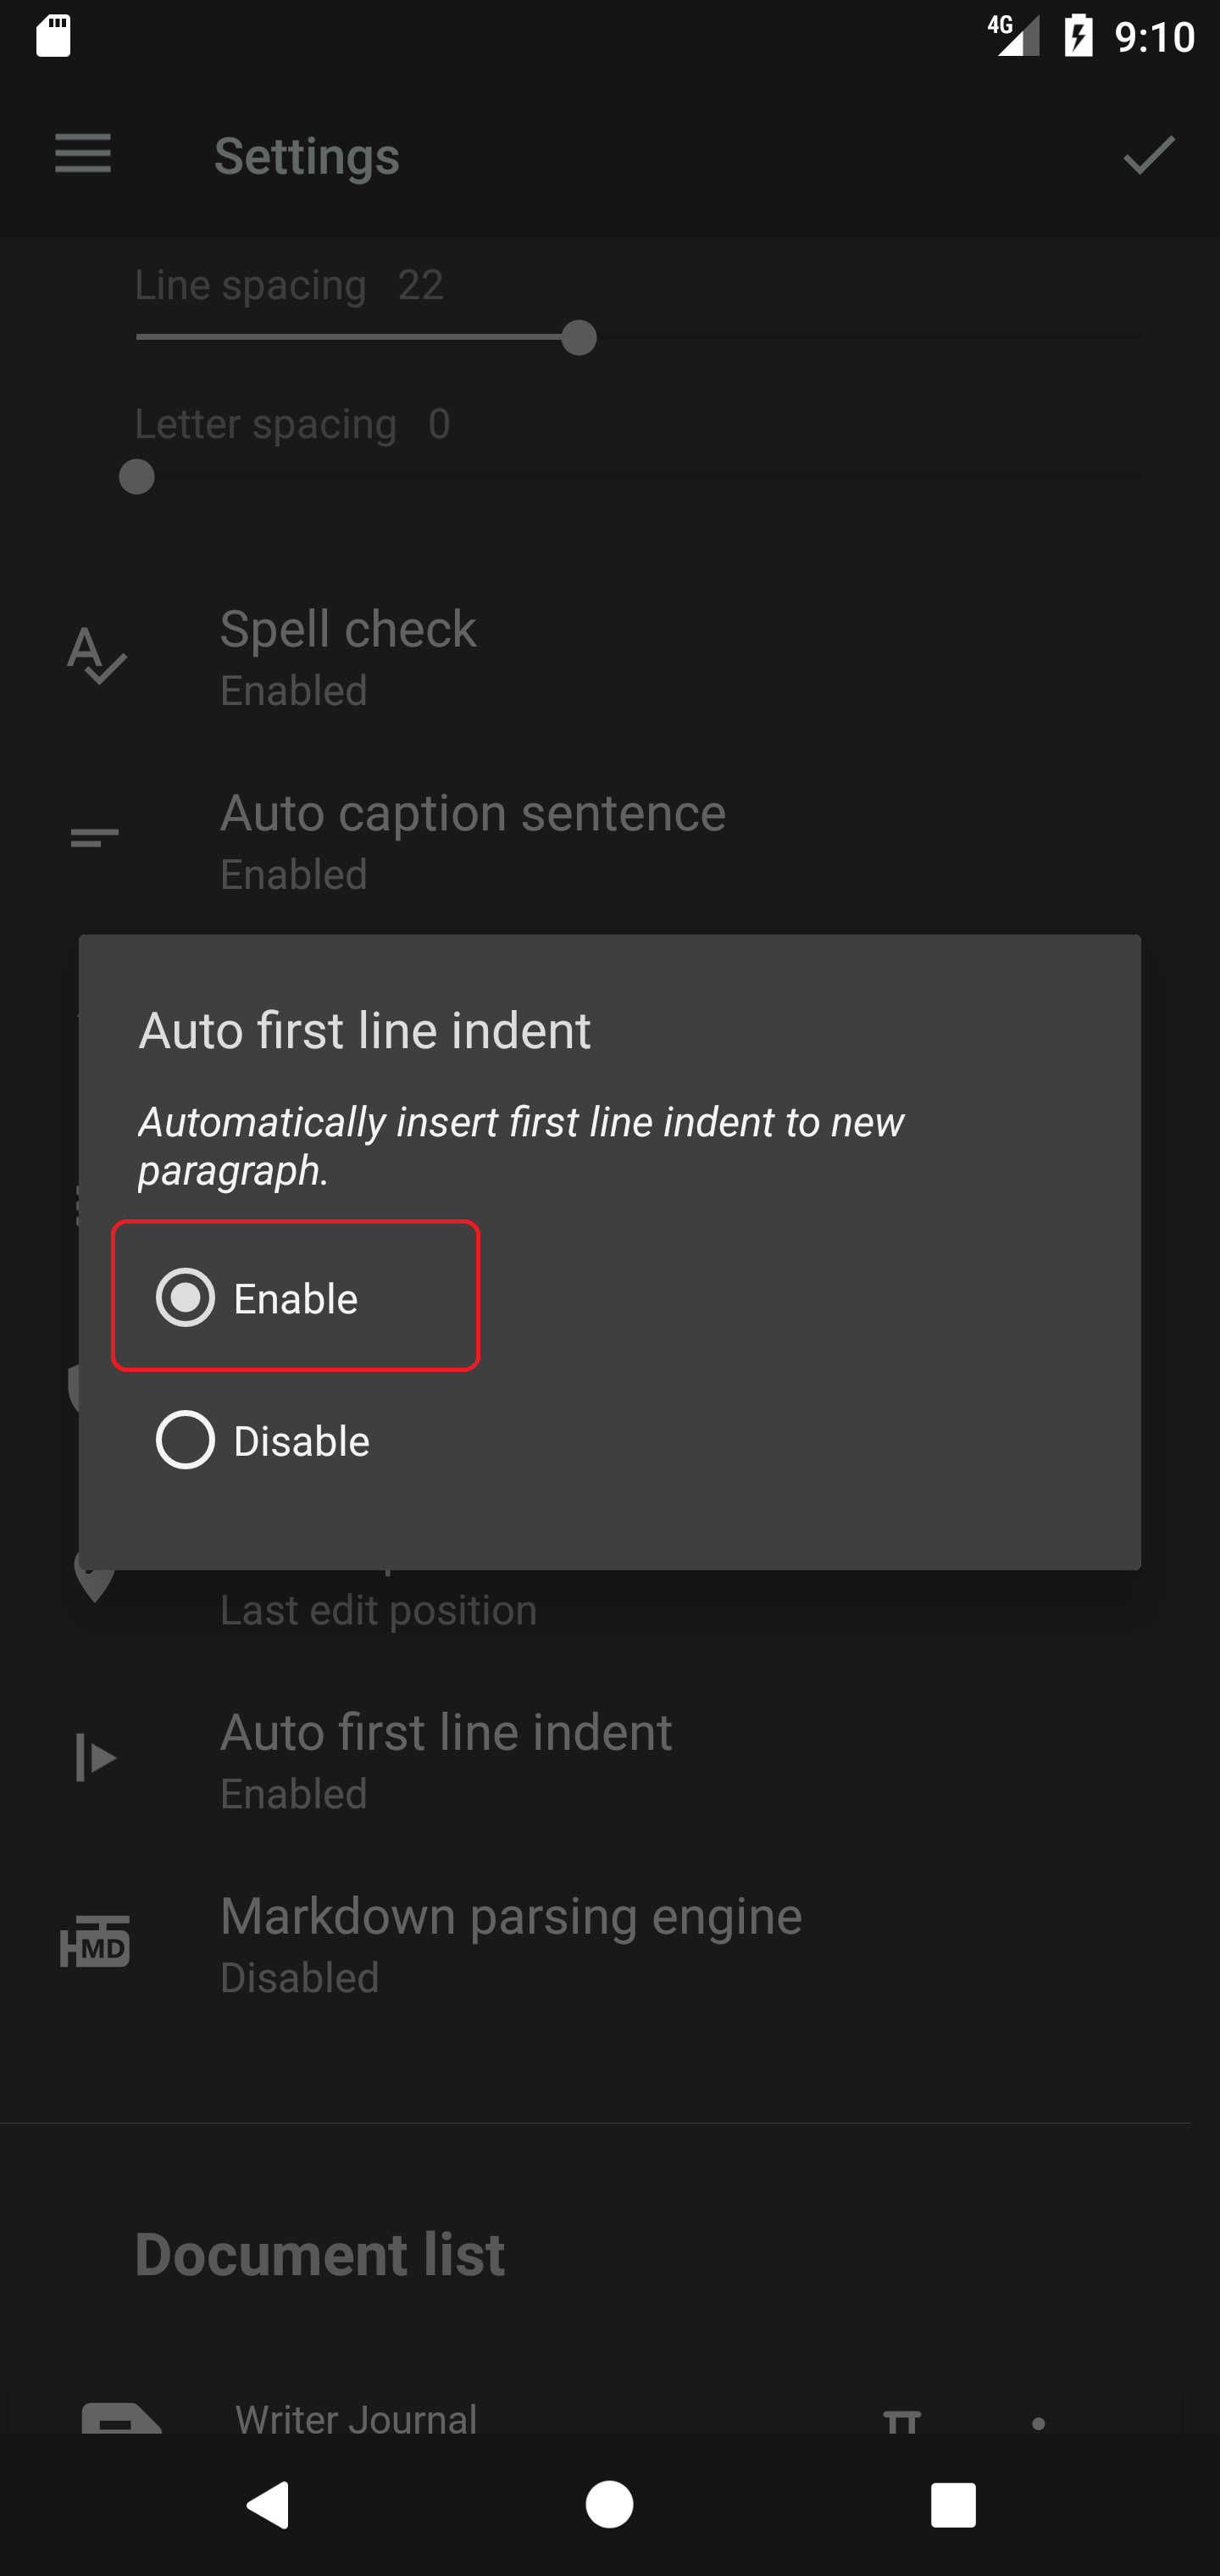 4G 9:10
Settings
Line spacing 22
Letter spacing 0
Spell check
Enabled
Auto caption sentence
Enabled
Auto first line indent
Automatically insert first line indent to new
paragraph.
Enable
Disable
Last edit position
Auto first line indent
Enabled
Markdown parsing engine
MD
Disabled
Document list
Writer Journal